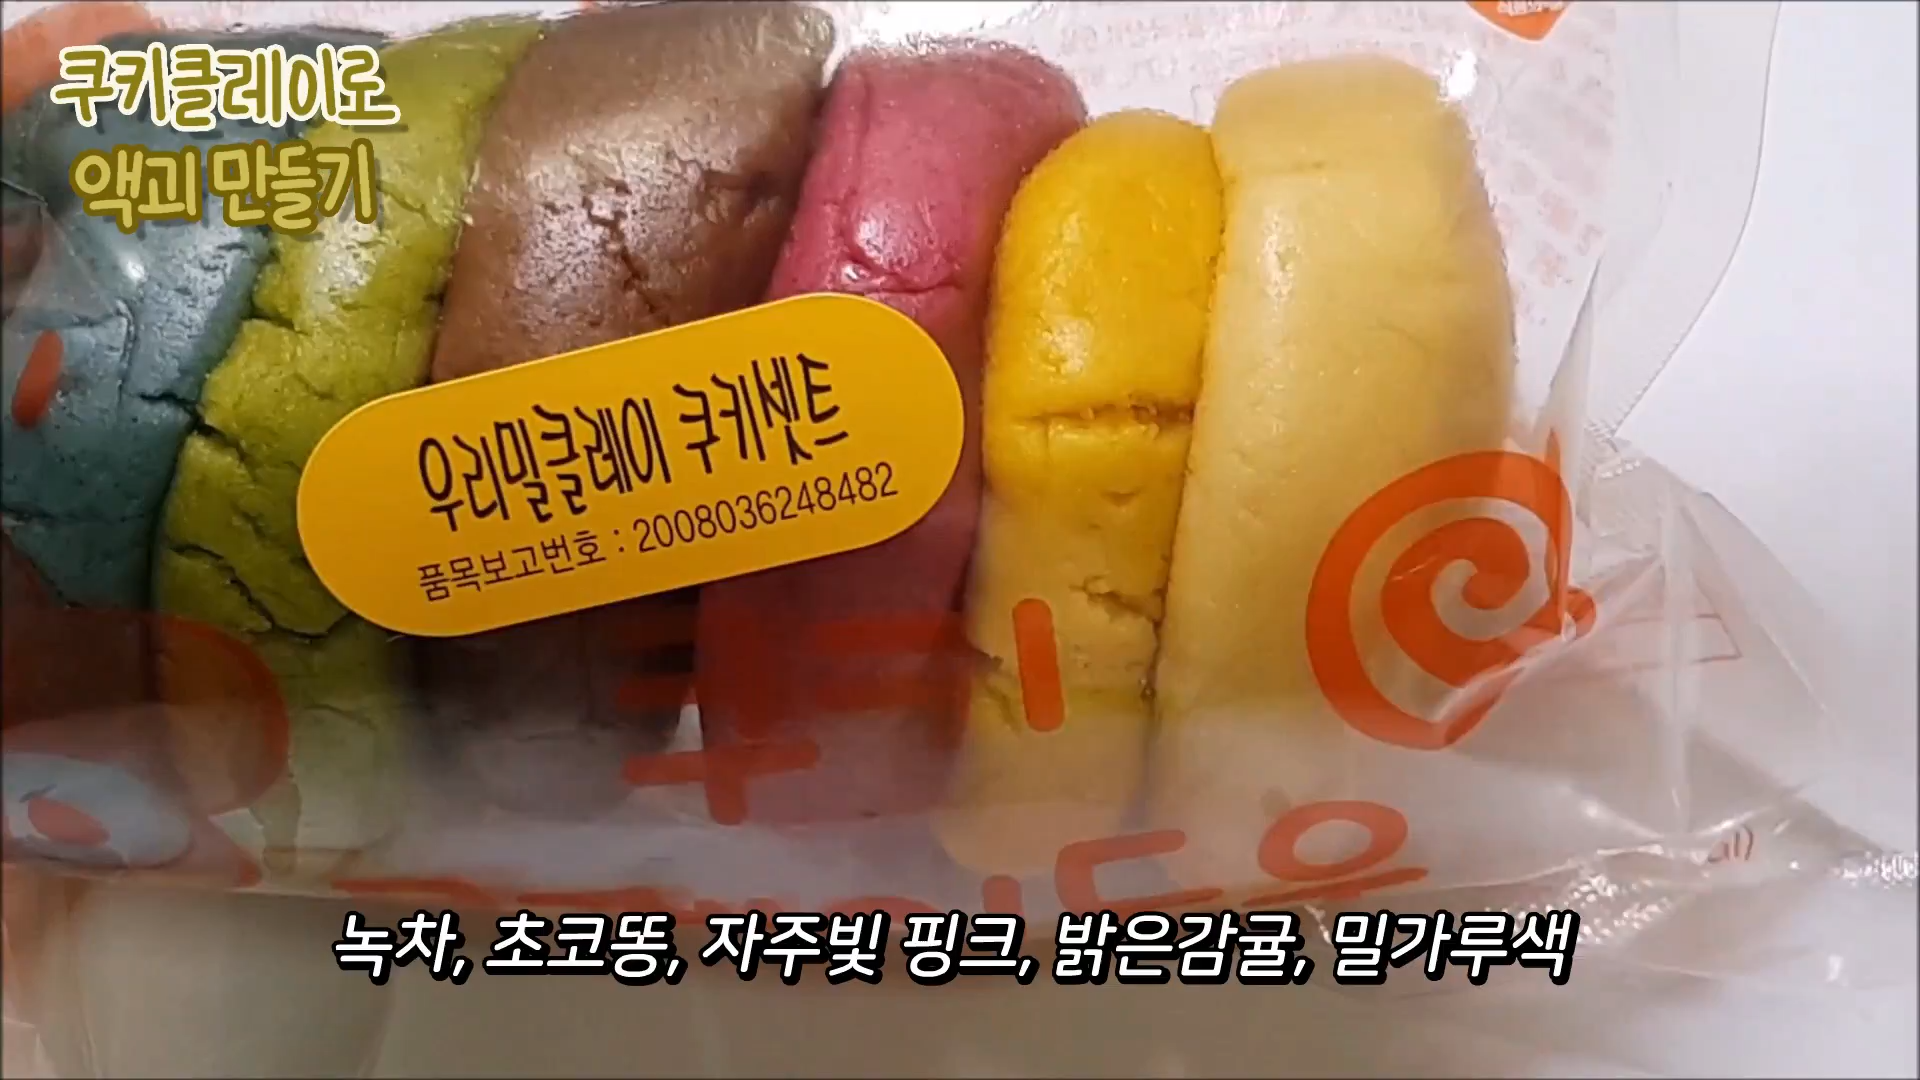 쿠키클레이로
액괴 만들기
우리밀클레이 쿠키셋트
품목보고번호 : 2008036248482
녹차, 초코똥, 자주빛 핑크, 밝은감귤, 밀가루색